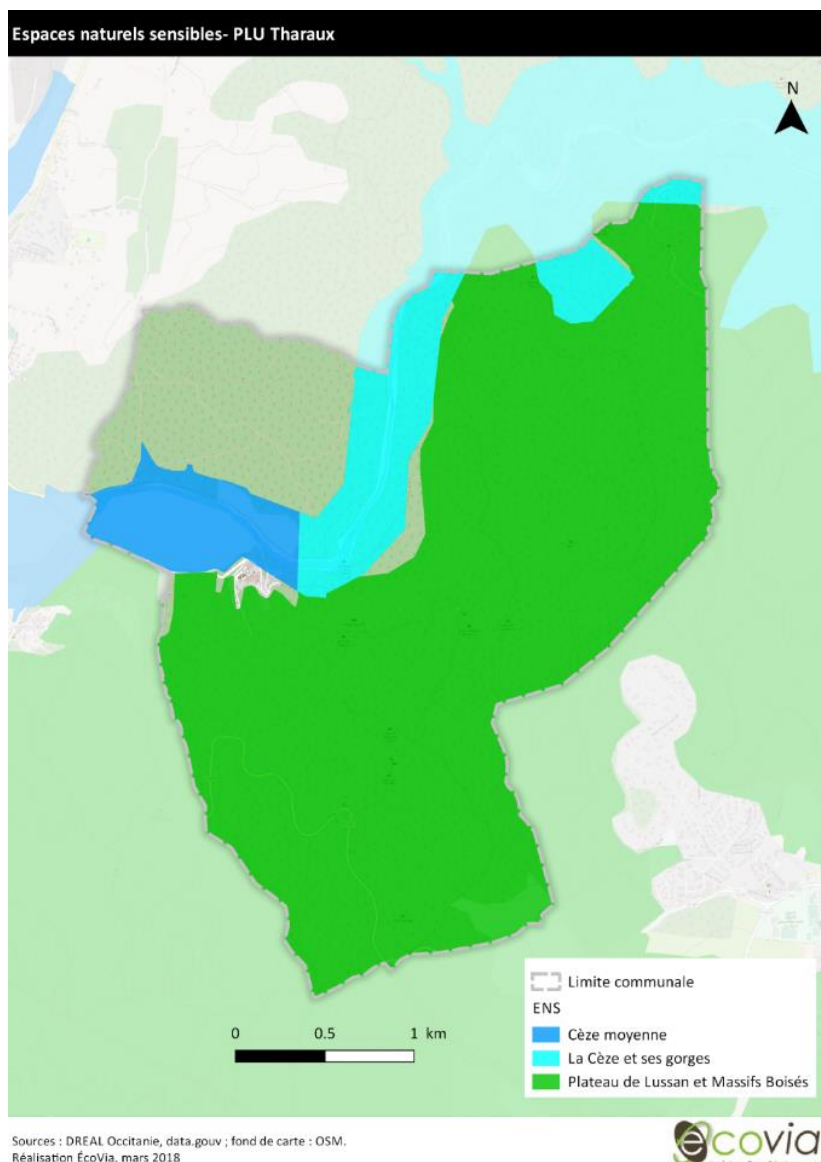 Espaces naturels sensibles- PLU Tharaux
N
Limite communale
ENS
Cèze moyenne
La Cèze et ses gorges
Plateau de Lussan et Massifs Boisés
0 0.5 1 km
Sources : DREAL Occitanie, data.gouv ; fond de carte : OSM.
Réalisation ÉcoVia, mars 2018
écovia